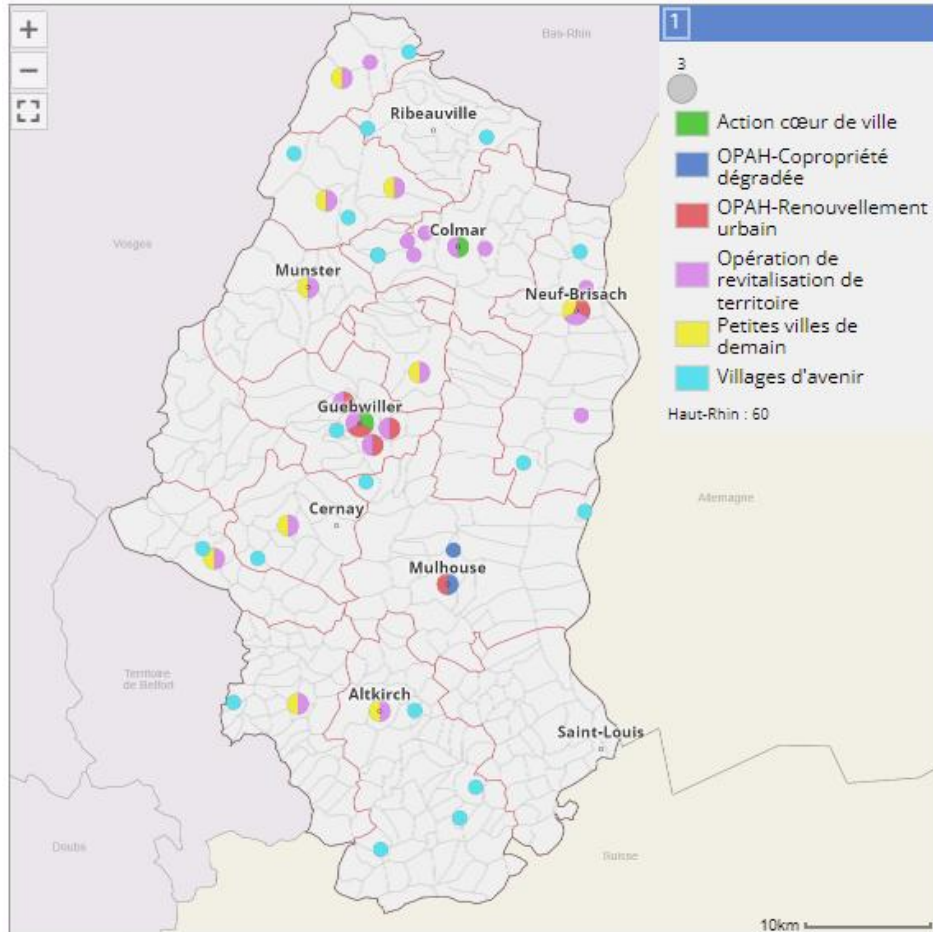 +
−
1
3
Action cœur de ville
OPAH-Copropriété
dégradée
OPAH-Renouvellement
urbain
Opération de
revitalisation de
territoire
Petites villes de
demain
Villages d'avenir
Haut-Rhin : 60
Bas-Rhin
Ribeauville
Vosges
Colmar
Munster
Neuf-Brisach
Guebwiller
Allemagne
Cernay
Mulhouse
Territoire
de Belfort
Altkirch
Saint-Louis
Doubs
Suisse
10km